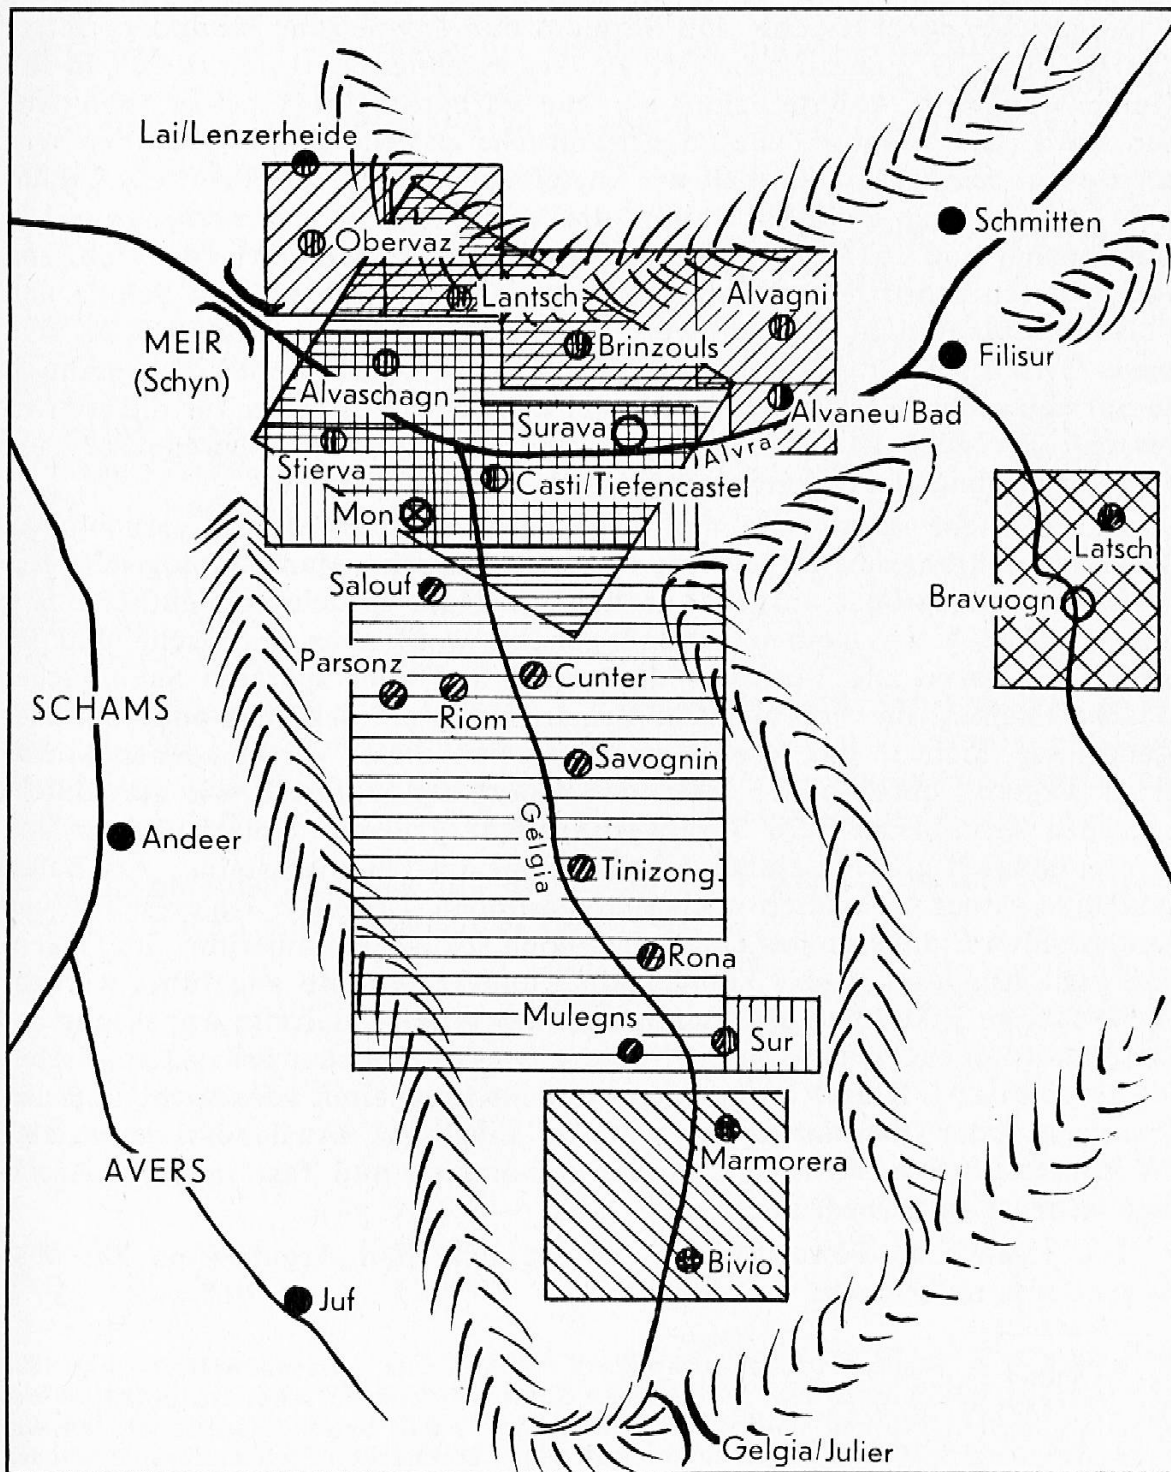 Lai/Lenzerheide
Schmitten
Obervaz
Lantsch
Alvagni
MEIR
(Schyn)
Brinzouls
Filisur
Alvaschagn
Alvaneu/Bad
Surava
Alvra
Stierva
Casti/Tiefencastel
Mon
Latsch
Salouf
Bravuogn
Parsonz
Cunter
Riom
SCHAMS
Savognin
Gélgia
Andeer
Tinizong
Rona
Mulegns
Sur
Marmorera
AVERS
Bivio
Juf
Gelgia/Julier